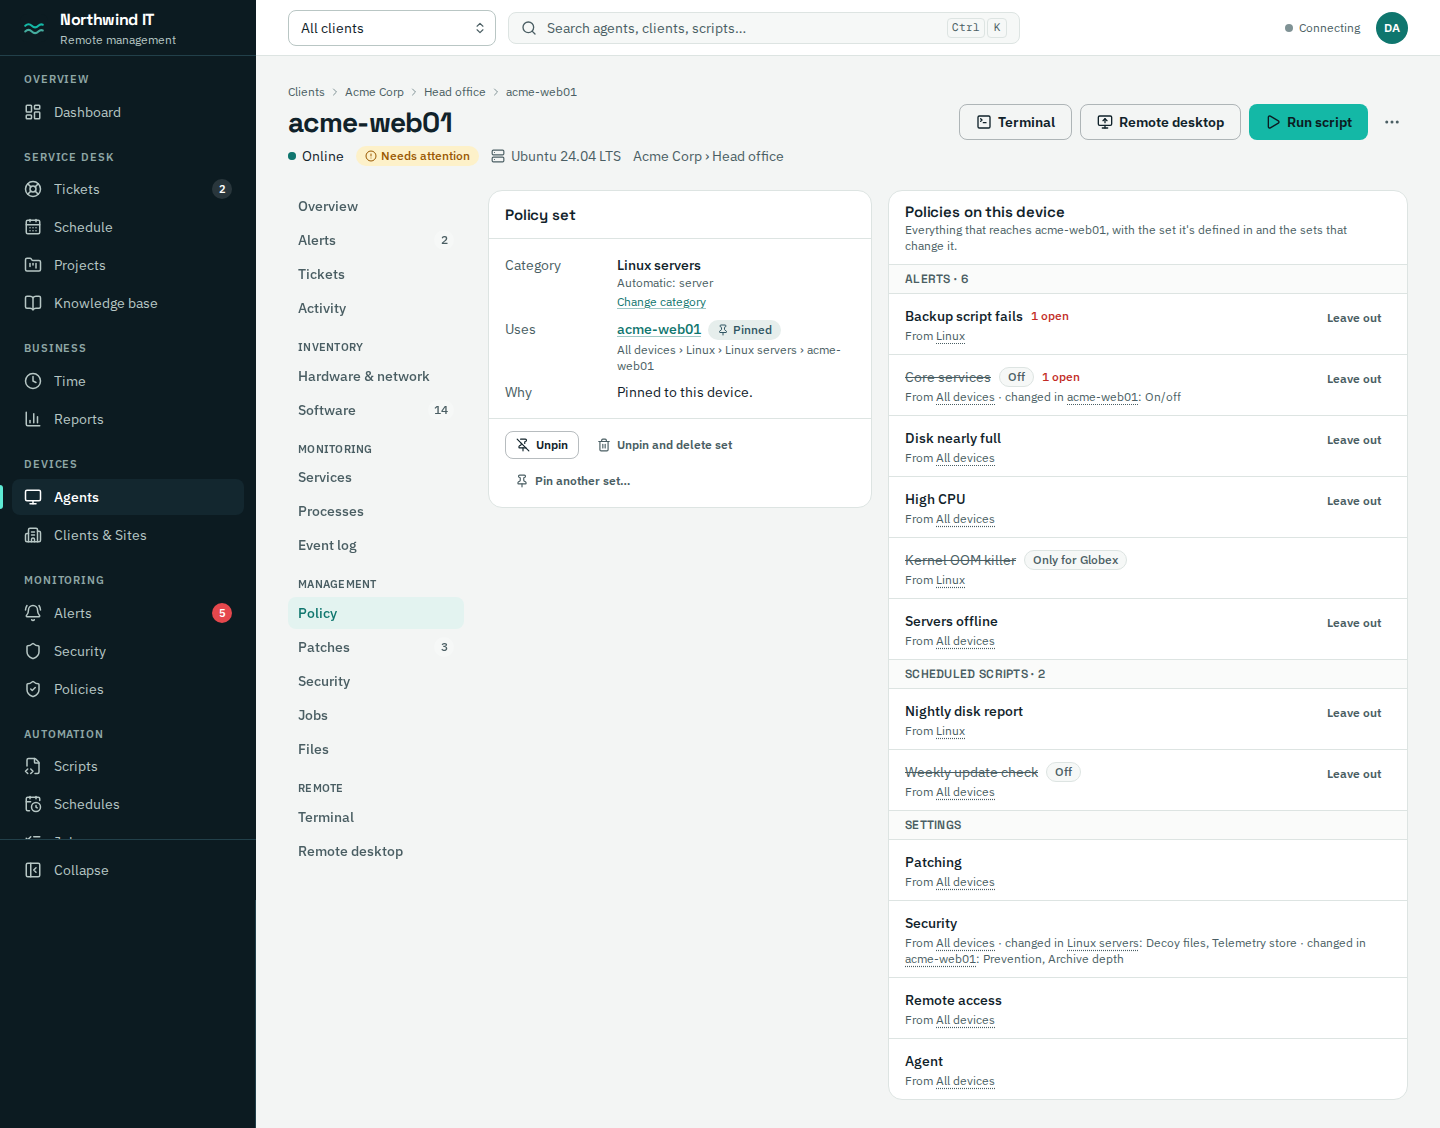 Northwind IT
Remote management
OVERVIEW
Dashboard
SERVICE DESK
Tickets 2
Schedule
Projects
Knowledge base
BUSINESS
Time
Reports
DEVICES
Agents
Clients & Sites
MONITORING
Alerts 5
Security
Policies
AUTOMATION
Scripts
Schedules
Collapse
All clients
Search agents, clients, scripts...
Ctrl K
Connecting
DA
Clients > Acme Corp > Head office > acme-web01
acme-web01
Terminal
Remote desktop
Run script
Online
Needs attention
Ubuntu 24.04 LTS
Acme Corp › Head office
Overview
Alerts 2
Tickets
Activity
INVENTORY
Hardware & network
Software 14
MONITORING
Services
Processes
Event log
MANAGEMENT
Policy
Patches 3
Security
Jobs
Files
REMOTE
Terminal
Remote desktop
Policy set
Category Linux servers
Automatic: server
Change category
Uses acme-web01 Pinned
All devices › Linux › Linux servers › acme-
web01
Why Pinned to this device.
Unpin
Unpin and delete set
Pin another set...
Policies on this device
Everything that reaches acme-web01, with the set it's defined in and the sets that
change it.
ALERTS · 6
Backup script fails 1 open Leave out
From Linux
Core services Off 1 open Leave out
From All devices · changed in acme-web01: On/off
Disk nearly full Leave out
From All devices
High CPU Leave out
From All devices
Kernel OOM killer Only for Globex
From Linux
Servers offline Leave out
From All devices
SCHEDULED SCRIPTS · 2
Nightly disk report Leave out
From Linux
Weekly update check Off Leave out
From All devices
SETTINGS
Patching
From All devices
Security
From All devices · changed in Linux servers: Decoy files, Telemetry store · changed in
acme-web01: Prevention, Archive depth
Remote access
From All devices
Agent
From All devices